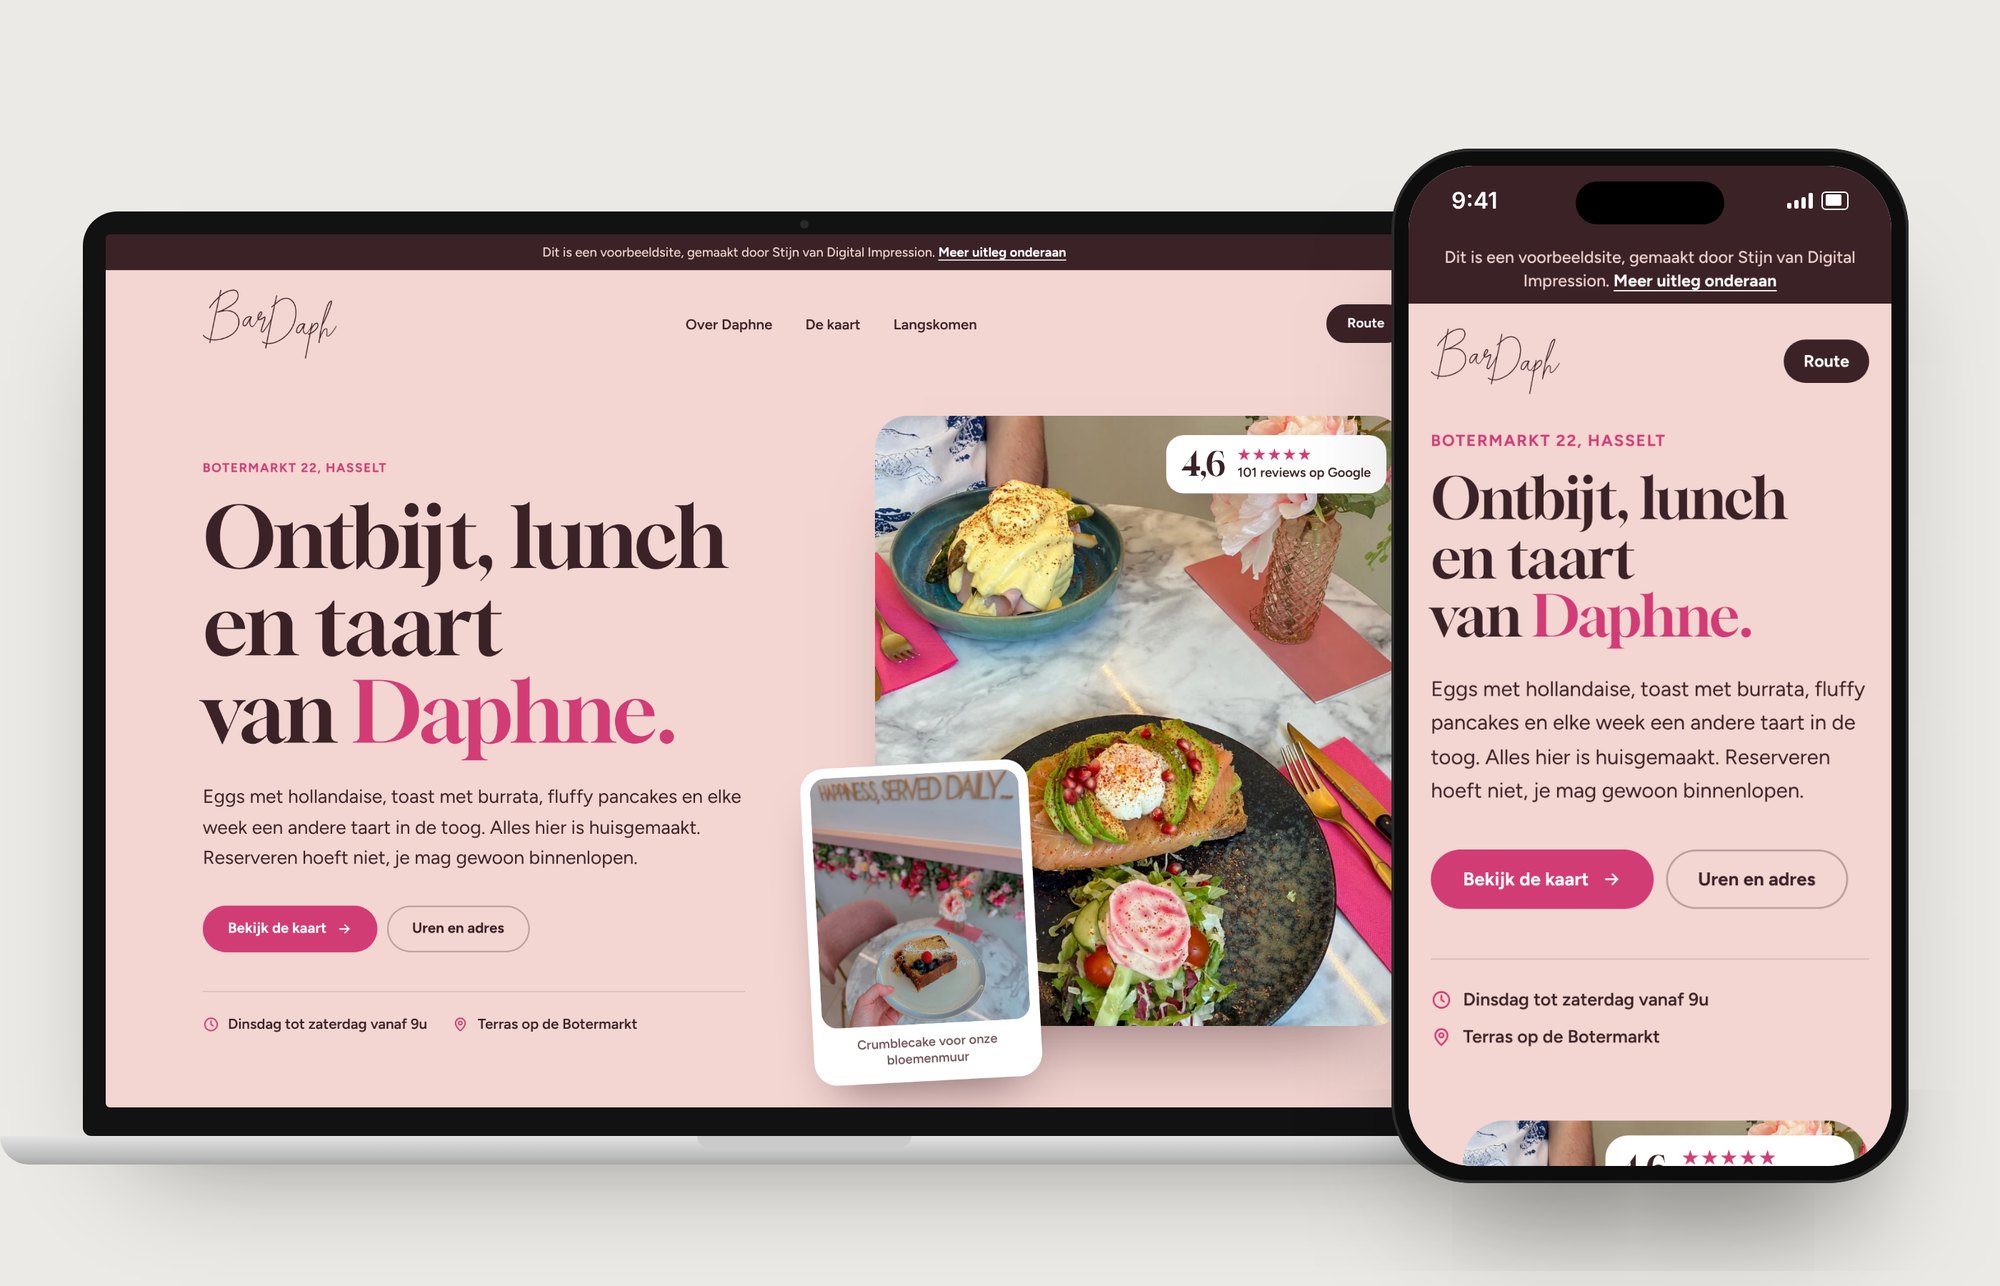 Dit is een voorbeeldsite, gemaakt door Stijn van Digital Impression. Meer uitleg onderaan
BarDaph
Over Daphne
De kaart
Langskomen
Route
BOTERMARKT 22, HASSELT
Ontbijt, lunch
en taart
van Daphne.
Eggs met hollandaise, toast met burrata, fluffy pancakes en elke
week een andere taart in de toog. Alles hier is huisgemaakt.
Reserveren hoeft niet, je mag gewoon binnenlopen.
Bekijk de kaart →
Uren en adres
Dinsdag tot zaterdag vanaf 9u
Terras op de Botermarkt
4,6 ★★★★★
101 reviews op Google
HAPPINESS, SERVED DAILY...
Crumblecake voor onze
bloemenmuur
9:41
Dit is een voorbeeldsite, gemaakt door Stijn van Digital
Impression. Meer uitleg onderaan
BarDaph
Route
BOTERMARKT 22, HASSELT
Ontbijt, lunch
en taart
van Daphne.
Eggs met hollandaise, toast met burrata, fluffy
pancakes en elke week een andere taart in de
toog. Alles hier is huisgemaakt. Reserveren
hoeft niet, je mag gewoon binnenlopen.
Bekijk de kaart →
Uren en adres
Dinsdag tot zaterdag vanaf 9u
Terras op de Botermarkt
4,6 ★★★★★